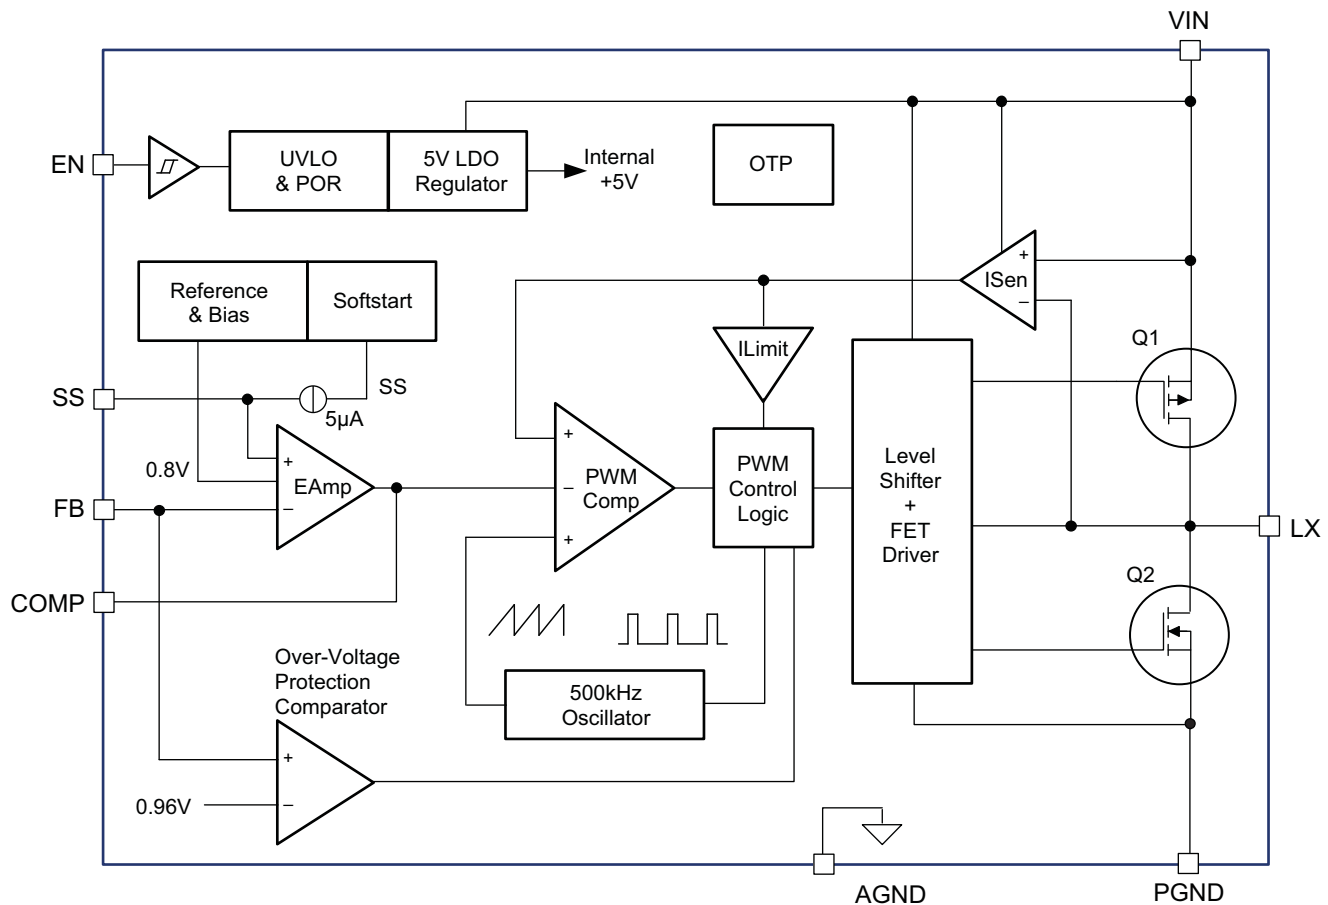 VIN
EN
UVLO
& POR
5V LDO
Regulator
Internal
+5V
OTP
Reference
& Bias
Softstart
+
ISen
−
Q1
ILimit
SS
SS
5µA
0.8V
+
EAmp
−
FB
+
−
PWM
Comp
+
PWM
Control
Logic
Level
Shifter
+
FET
Driver
LX
Q2
COMP
Over-Voltage
Protection
Comparator
500kHz
Oscillator
+
0.96V
−
AGND
PGND